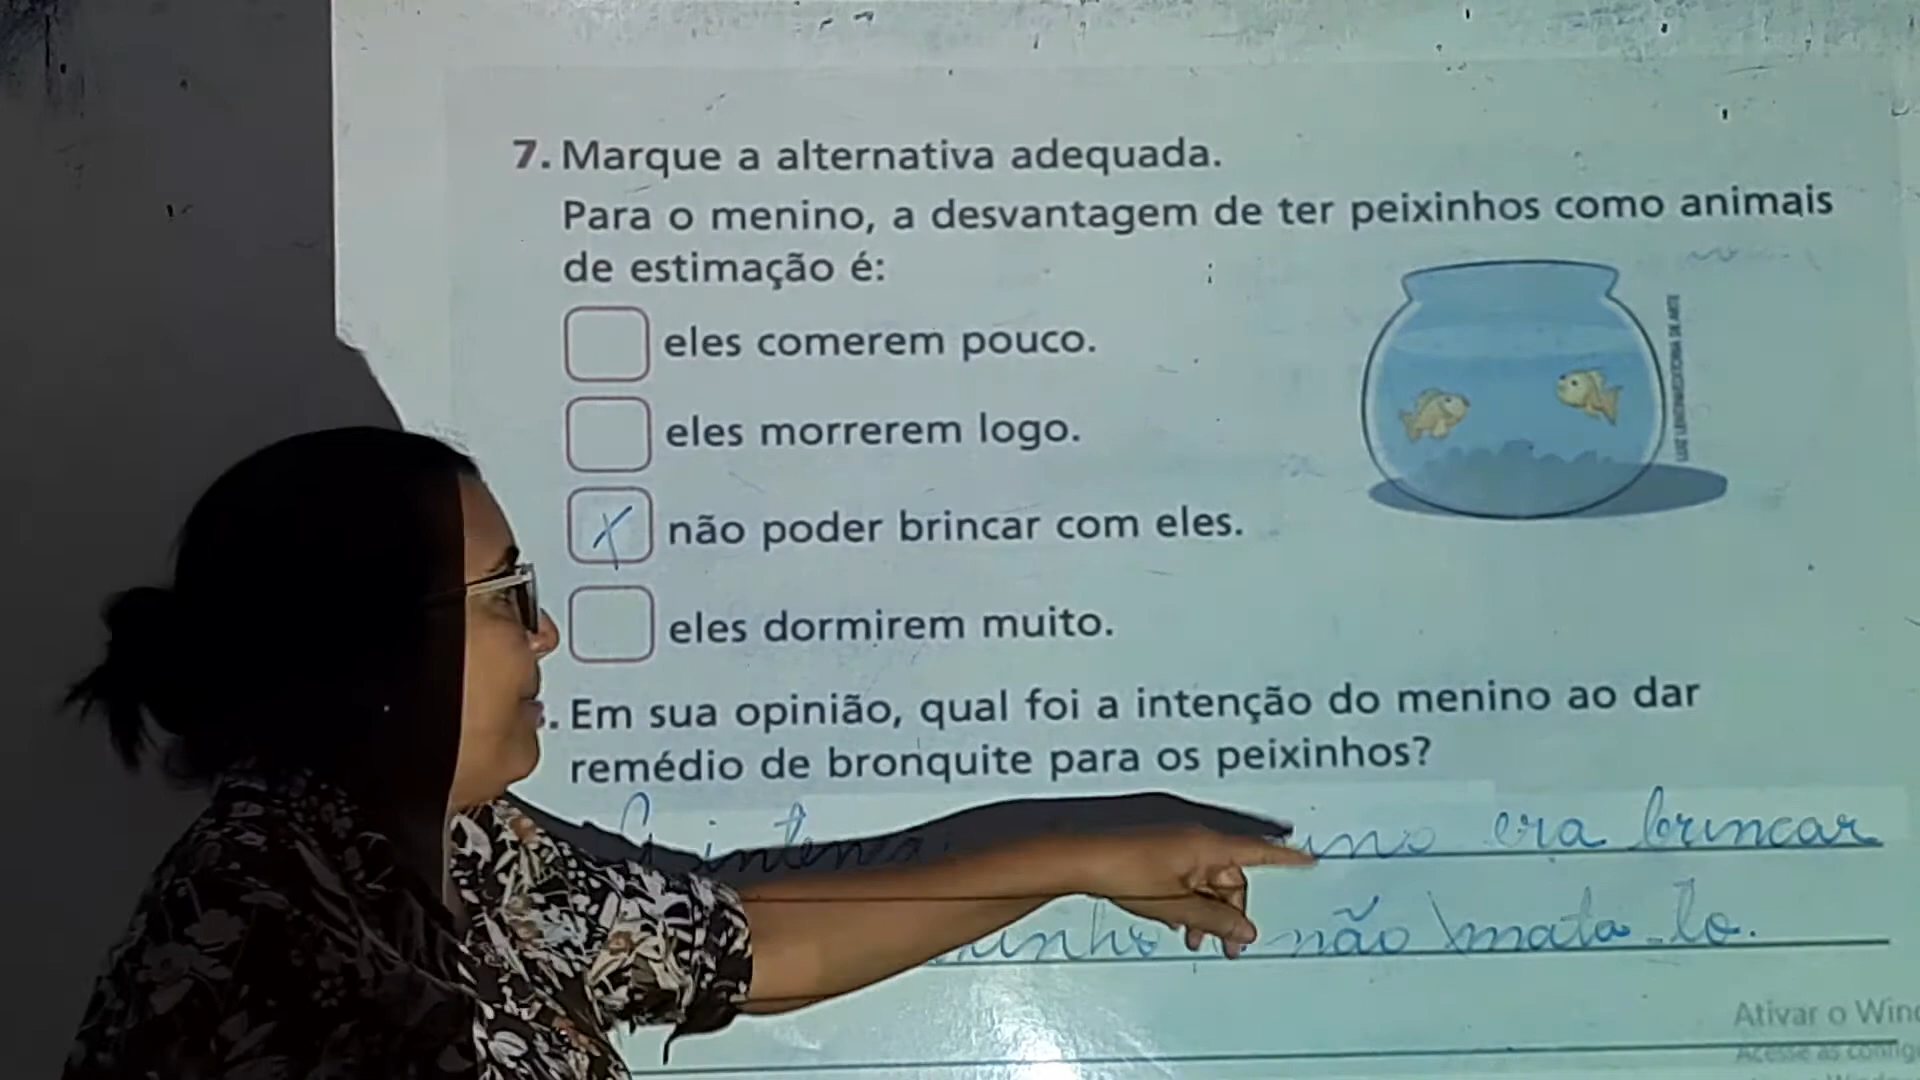 7. Marque a alternativa adequada.
Para o menino, a desvantagem de ter peixinhos como animais
de estimação é:
eles comerem pouco.
eles morrerem logo.
X não poder brincar com eles.
eles dormirem muito.
. Em sua opinião, qual foi a intenção do menino ao dar
remédio de bronquite para os peixinhos?
era brincar
não mata-lo.
Ativar o Wind